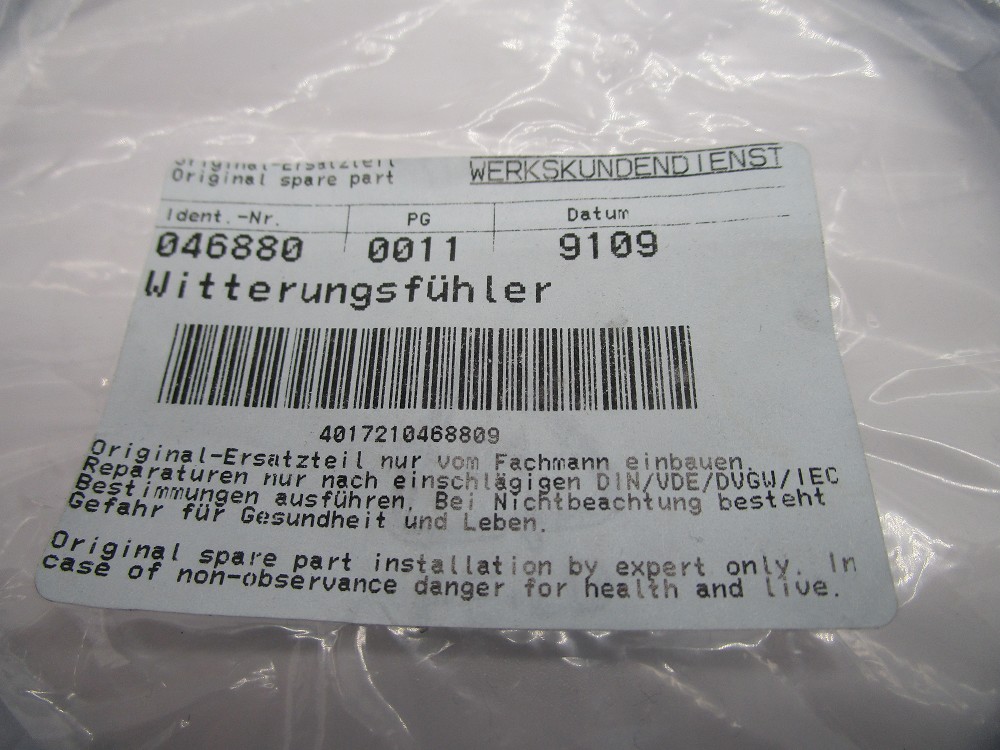 Original-Ersatzteil
Original spare part
WERKSKUNDENDIENST
Ident.-Nr. PG Datum
046880 0011 9109
Witterungsfühler
4017210468809
Original-Ersatzteil nur vom Fachmann einbauen.
Reparaturen nur nach einschlägigen DIN/VDE/DVGW/IEC
Bestimmungen ausführen. Bei Nichtbeachtung besteht
Gefahr für Gesundheit und Leben.
Original spare part installation by expert only. In
case of non-observance danger for health and live.